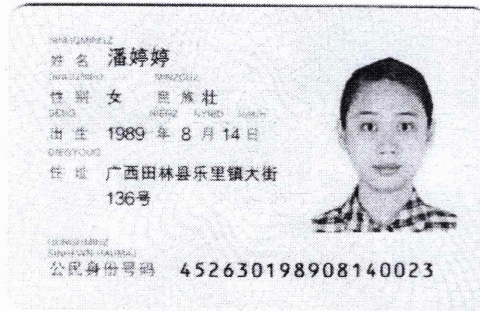 姓名 潘婷婷
MINZCUZ
性别 女 民族 壮
出生 1989 年 8 月 14 日
住址 广西田林县乐里镇大街
136号
公民身份号码 452630198908140023